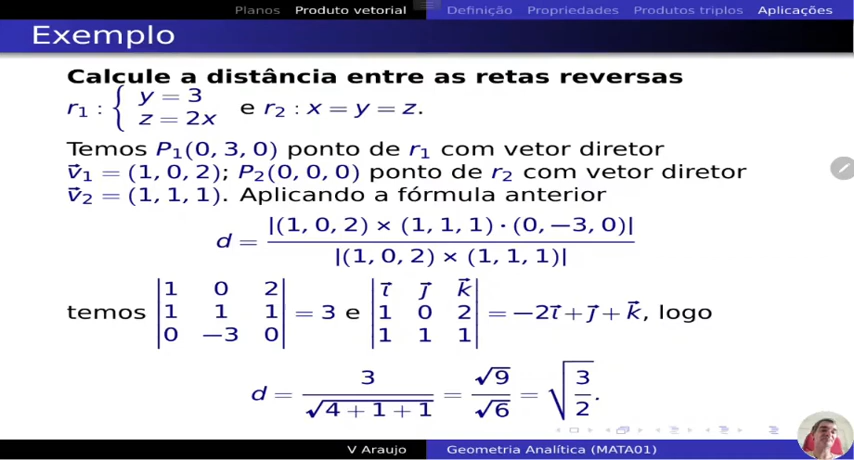 Planos Produto vetorial Definição Propriedades Produtos triplos Aplicações
Exemplo
Calcule a distância entre as retas reversas
r₁ : { y = 3
z = 2x e r₂ : x = y = z.
Temos P₁(0, 3, 0) ponto de r₁ com vetor diretor
v⃗₁ = (1, 0, 2); P₂(0, 0, 0) ponto de r₂ com vetor diretor
v⃗₂ = (1, 1, 1). Aplicando a fórmula anterior
d = |(1, 0, 2) × (1, 1, 1) · (0, −3, 0)|
|(1, 0, 2) × (1, 1, 1)|
temos |1 0 2| |1 1 1| |0 −3 0| = 3 e |i⃗ j⃗ k⃗| |1 0 2| |1 1 1| = −2i⃗ + j⃗ + k⃗, logo
d = 3 / √(4 + 1 + 1) = √9 / √6 = √(3/2).
V Araujo Geometria Analítica (MATA01)